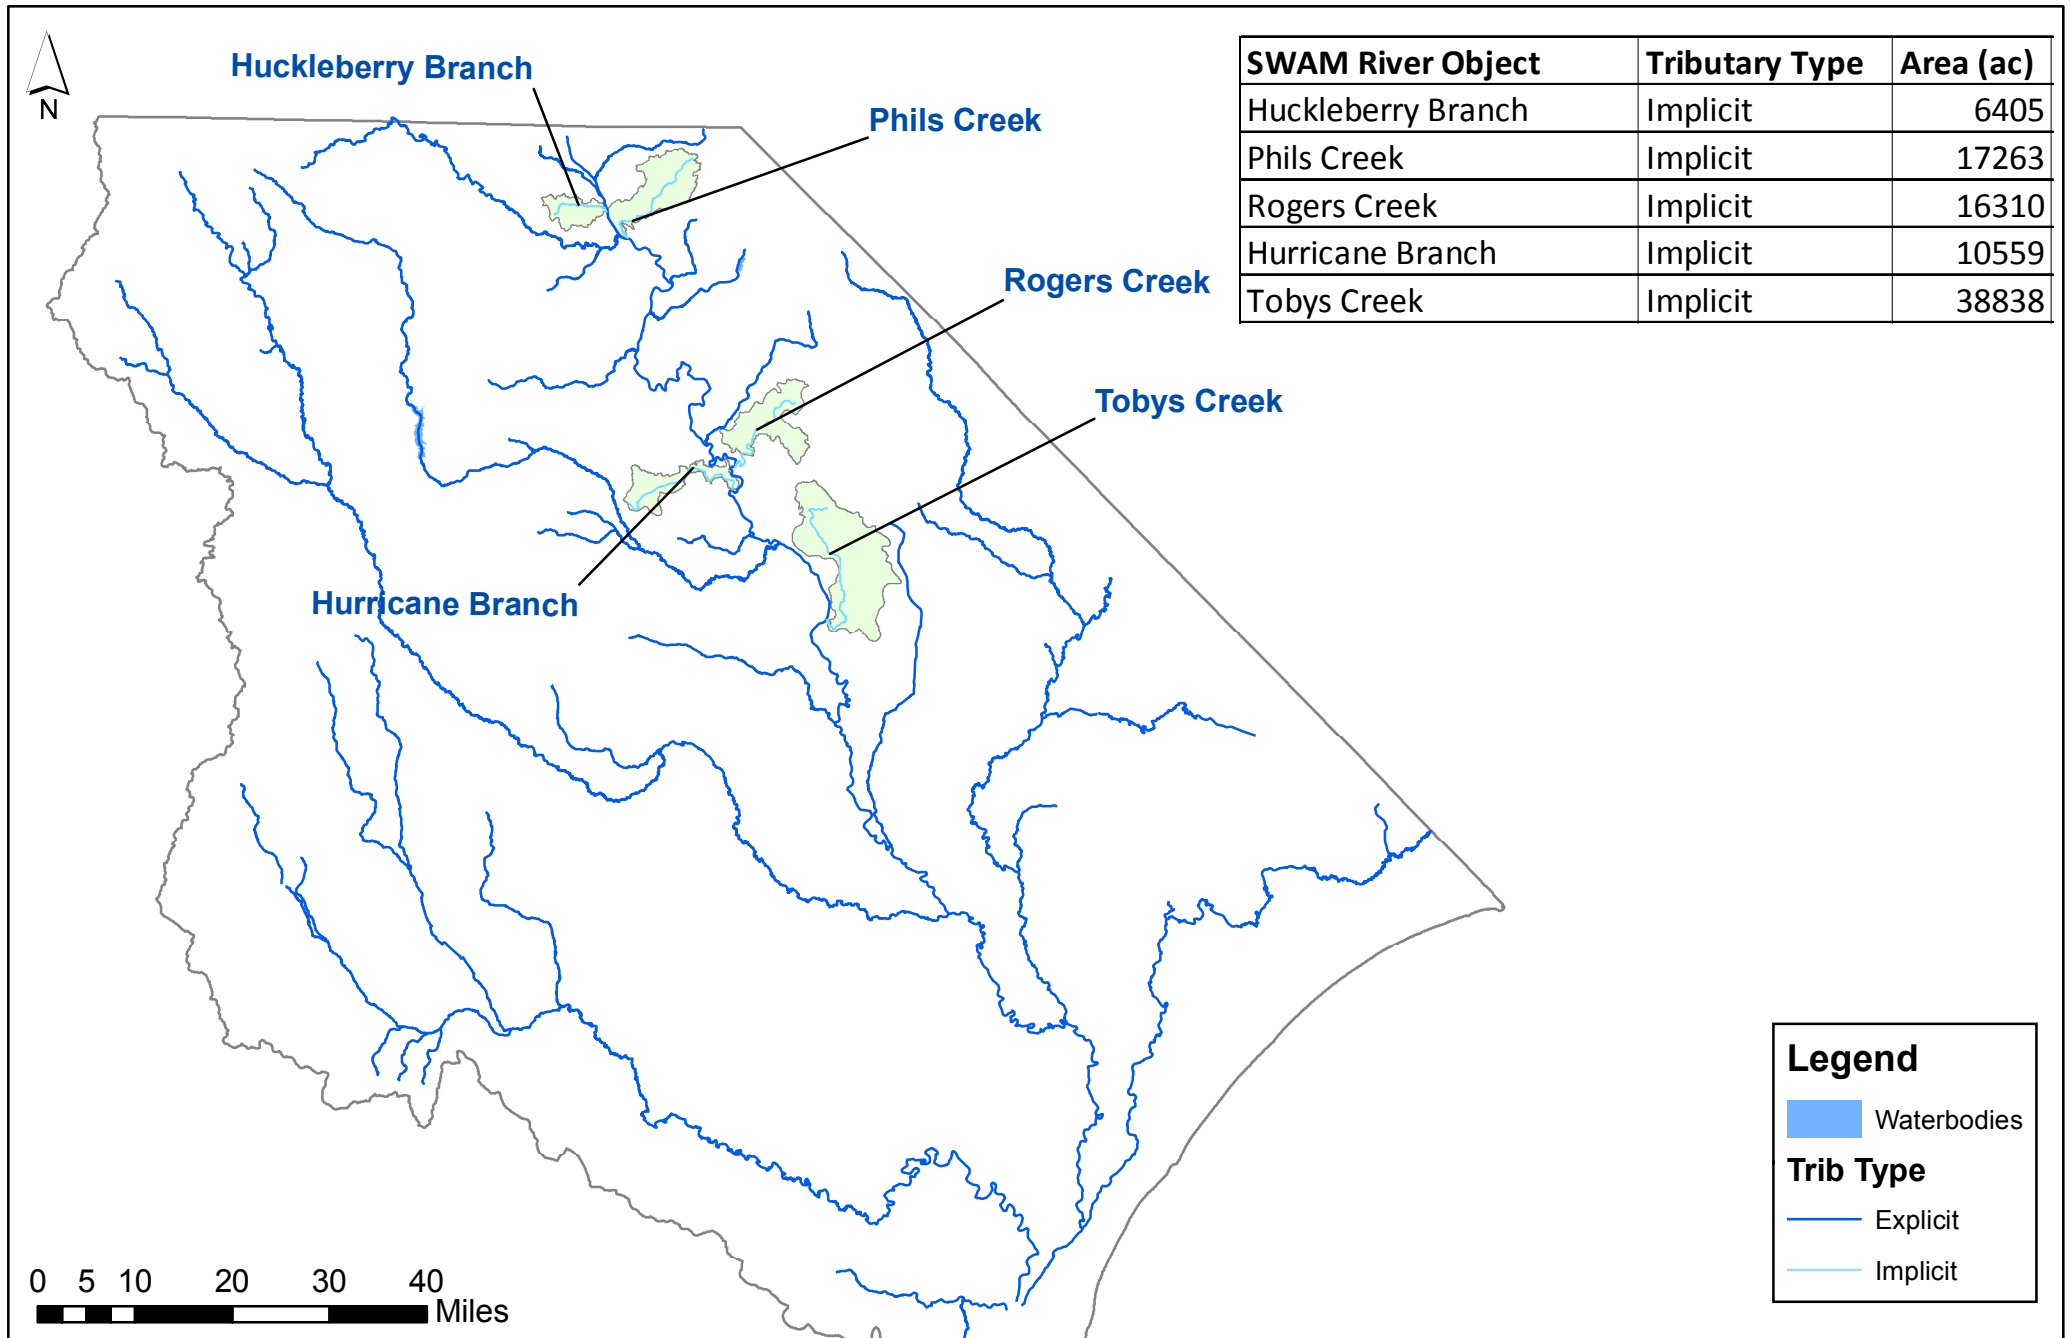 N
Huckleberry Branch
Phils Creek
Rogers Creek
Tobys Creek
Hurricane Branch
SWAM River Object Tributary Type Area (ac)
Huckleberry Branch Implicit 6405
Phils Creek Implicit 17263
Rogers Creek Implicit 16310
Hurricane Branch Implicit 10559
Tobys Creek Implicit 38838
Legend
Waterbodies
Trib Type
Explicit
Implicit
0 5 10 20 30 40
Miles